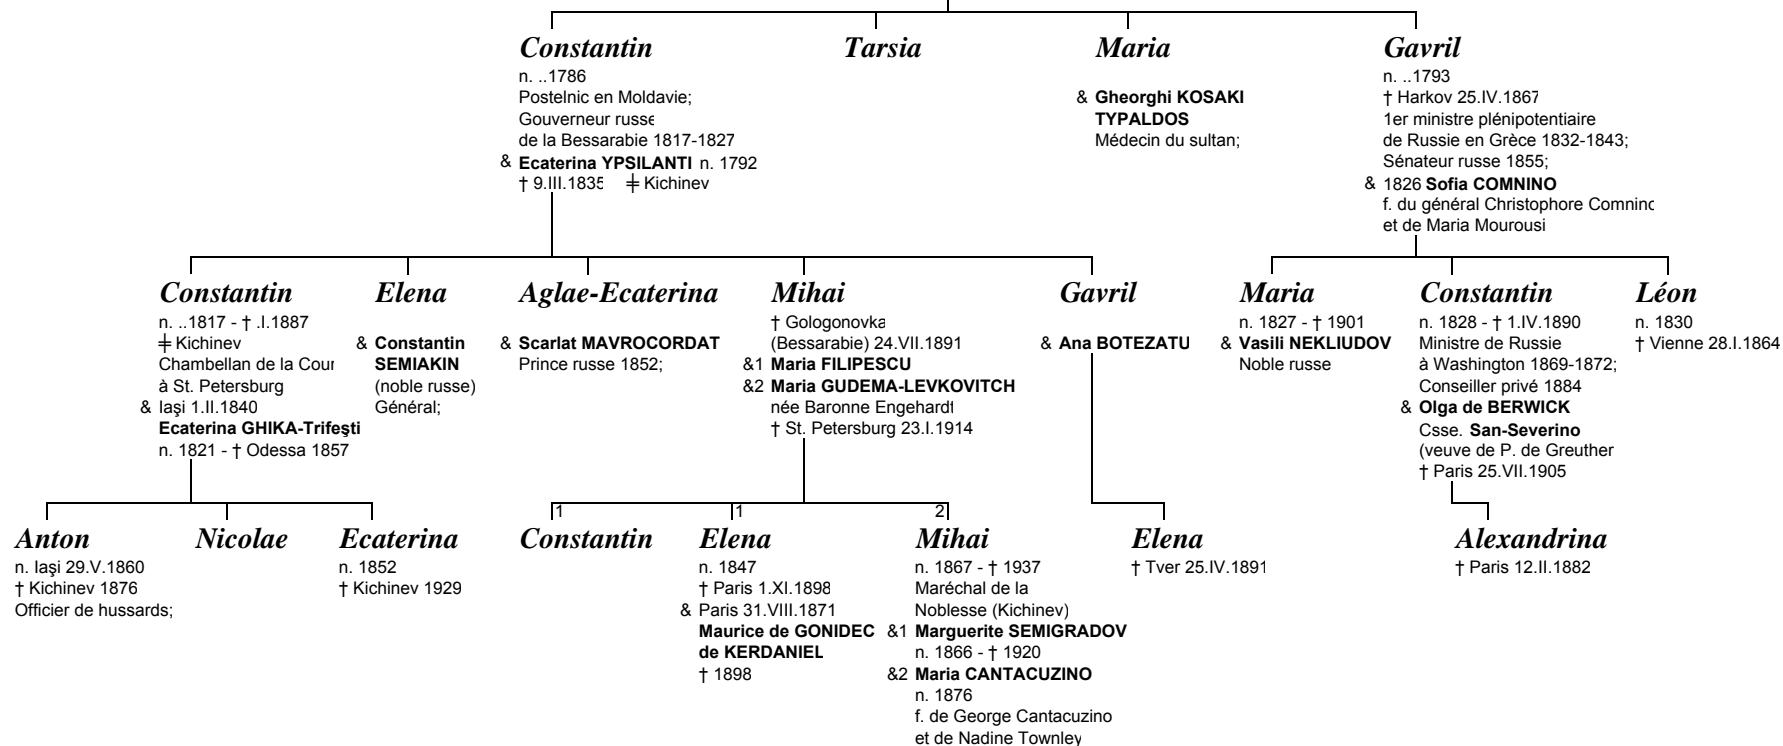 Constantin
n. ..1786
Postelnic en Moldavie;
Gouverneur russe
de la Bessarabie 1817-1827
& Ecaterina YPSILANTI n. 1792
† 9.III.1835 ╪ Kichinev
Tarsia
Maria
& Gheorghi KOSAKI
TYPALDOS
Médecin du sultan;
Gavril
n. ..1793
† Harkov 25.IV.1867
1er ministre plénipotentiaire
de Russie en Grèce 1832-1843;
Sénateur russe 1855;
& 1826 Sofia COMNINO
f. du général Christophore Comnino
et de Maria Mourousi
Constantin
n. ..1817 - † .I.1887
╪ Kichinev
Chambellan de la Cour
à St. Petersburg
& Iaşi 1.II.1840
Ecaterina GHIKA-Trifeşti
n. 1821 - † Odessa 1857
Elena
& Constantin
SEMIAKIN
(noble russe)
Général;
Aglae-Ecaterina
& Scarlat MAVROCORDAT
Prince russe 1852;
Mihai
† Gologonovka
(Bessarabie) 24.VII.1891
&1 Maria FILIPESCU
&2 Maria GUDEMA-LEVKOVITCH
née Baronne Engehardt
† St. Petersburg 23.I.1914
Gavril
& Ana BOTEZATU
Maria
n. 1827 - † 1901
& Vasili NEKLIUDOV
Noble russe
Constantin
n. 1828 - † 1.IV.1890
Ministre de Russie
à Washington 1869-1872;
Conseiller privé 1884
& Olga de BERWICK
Csse. San-Severino
(veuve de P. de Greuther
† Paris 25.VII.1905
Léon
n. 1830
† Vienne 28.I.1864
Anton
n. Iaşi 29.V.1860
† Kichinev 1876
Officier de hussards;
Nicolae
Ecaterina
n. 1852
† Kichinev 1929
1
Constantin
1
Elena
n. 1847
† Paris 1.XI.1898
& Paris 31.VIII.1871
Maurice de GONIDEC
de KERDANIEL
† 1898
2
Mihai
n. 1867 - † 1937
Maréchal de la
Noblesse (Kichinev)
&1 Marguerite SEMIGRADOV
n. 1866 - † 1920
&2 Maria CANTACUZINO
n. 1876
f. de George Cantacuzino
et de Nadine Townley
Elena
† Tver 25.IV.1891
Alexandrina
† Paris 12.II.1882